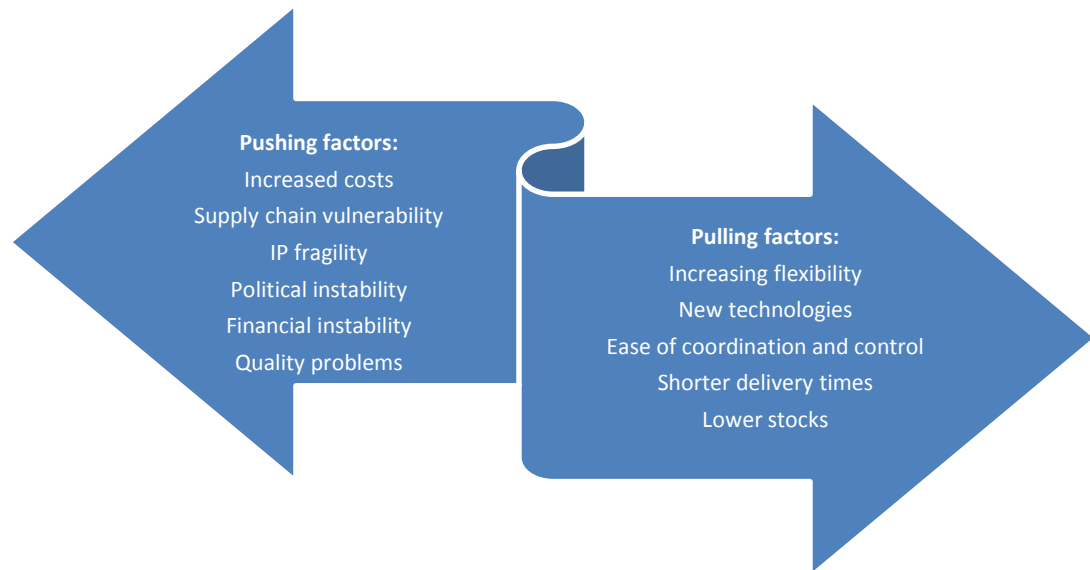 Pushing factors:
Increased costs
Supply chain vulnerability
IP fragility
Political instability
Financial instability
Quality problems
Pulling factors:
Increasing flexibility
New technologies
Ease of coordination and control
Shorter delivery times
Lower stocks